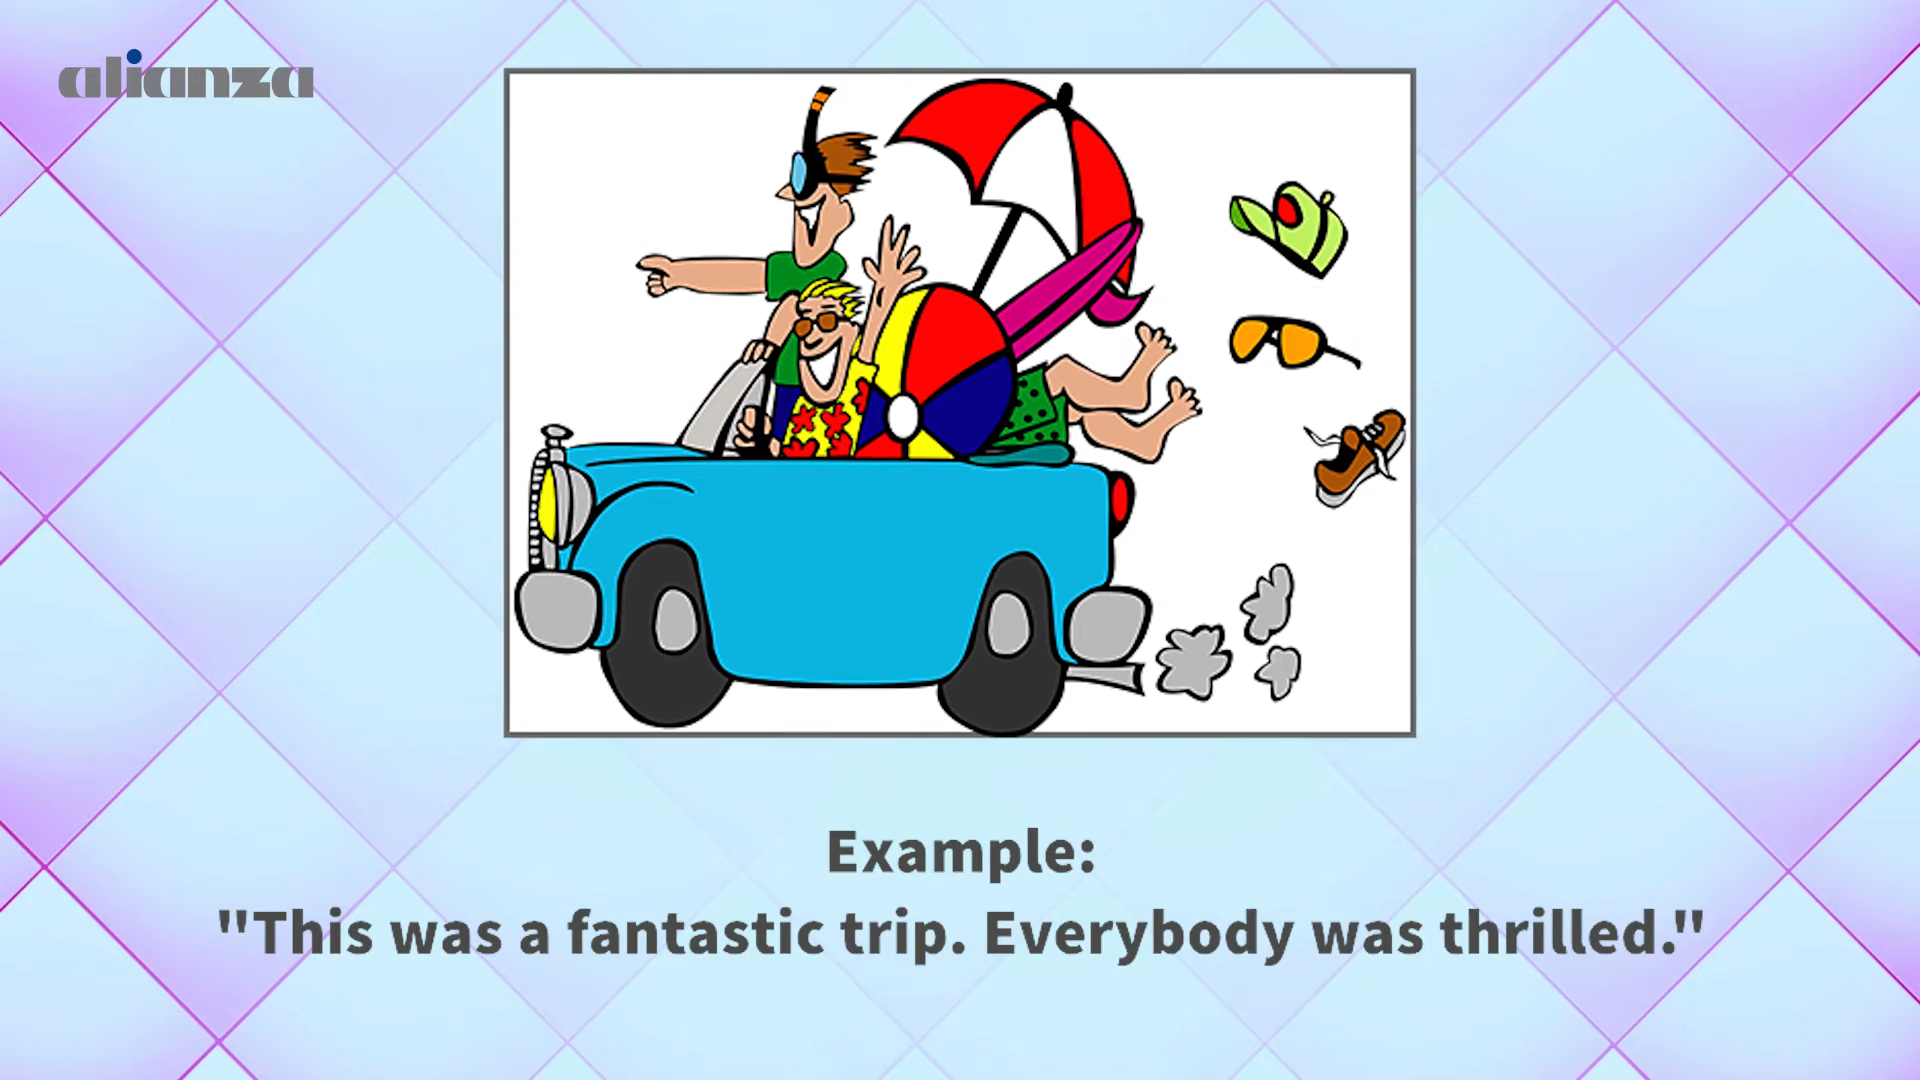 alianza
Example:
"This was a fantastic trip. Everybody was thrilled."